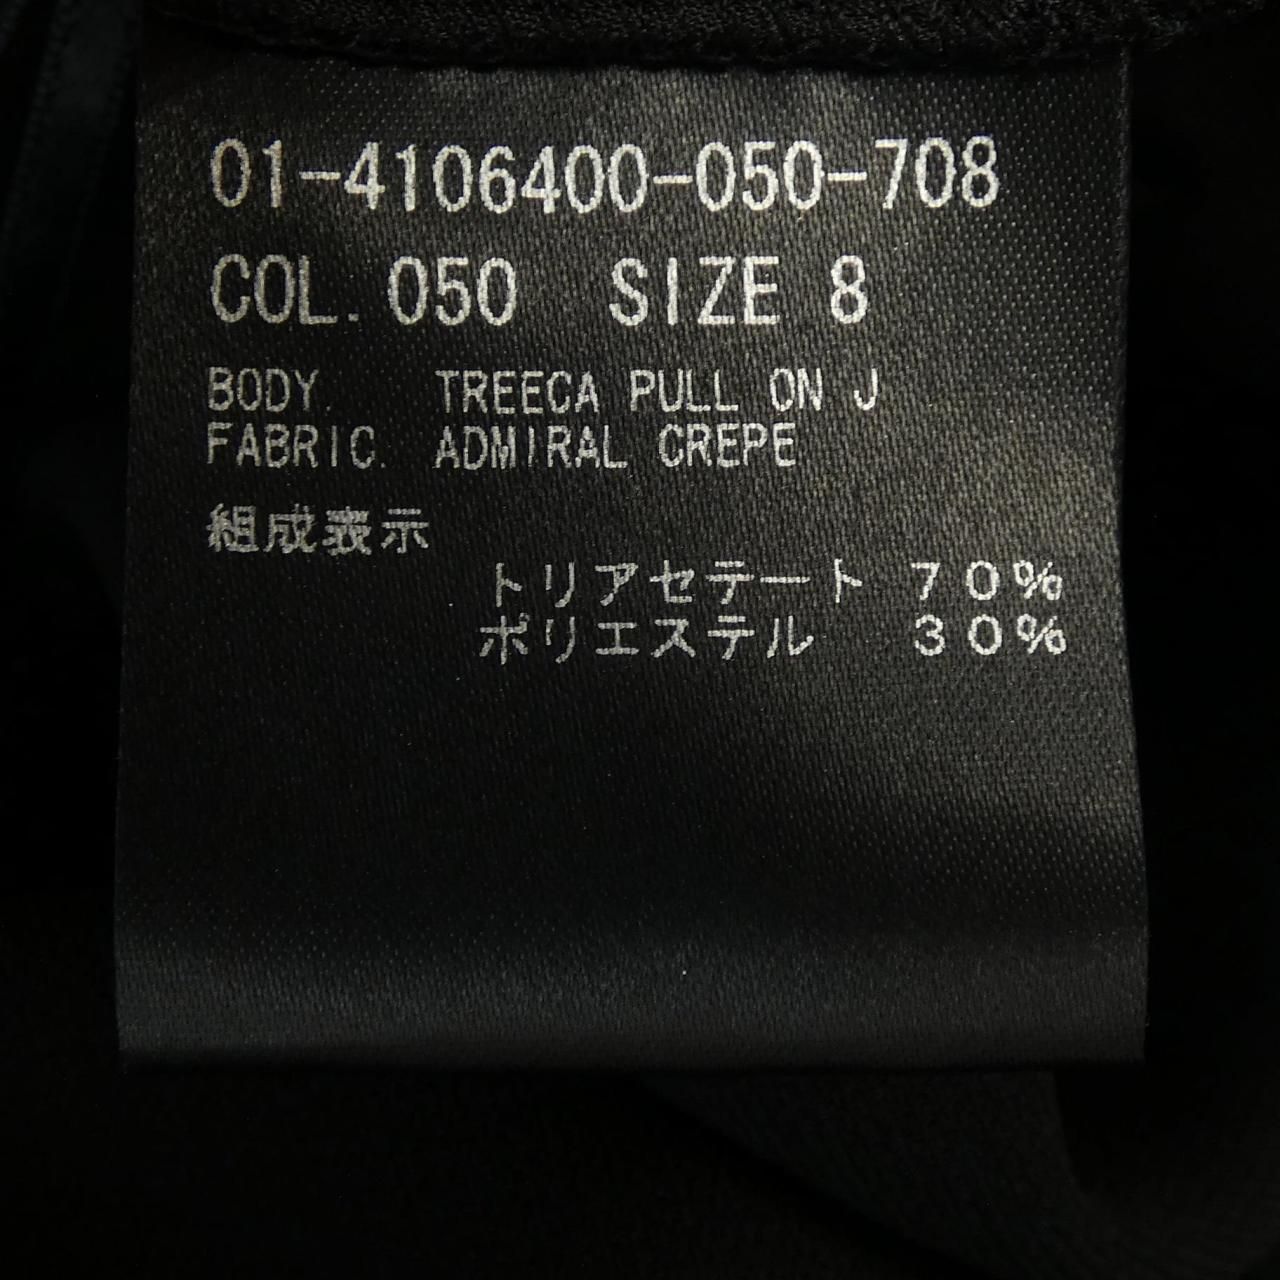 01-4106400-050-708
COL. 050 SIZE 8
BODY. TREECA PULL ON J
FABRIC. ADMIRAL CREPE
組成表示
トリアセテート 70%
ポリエステル 30%